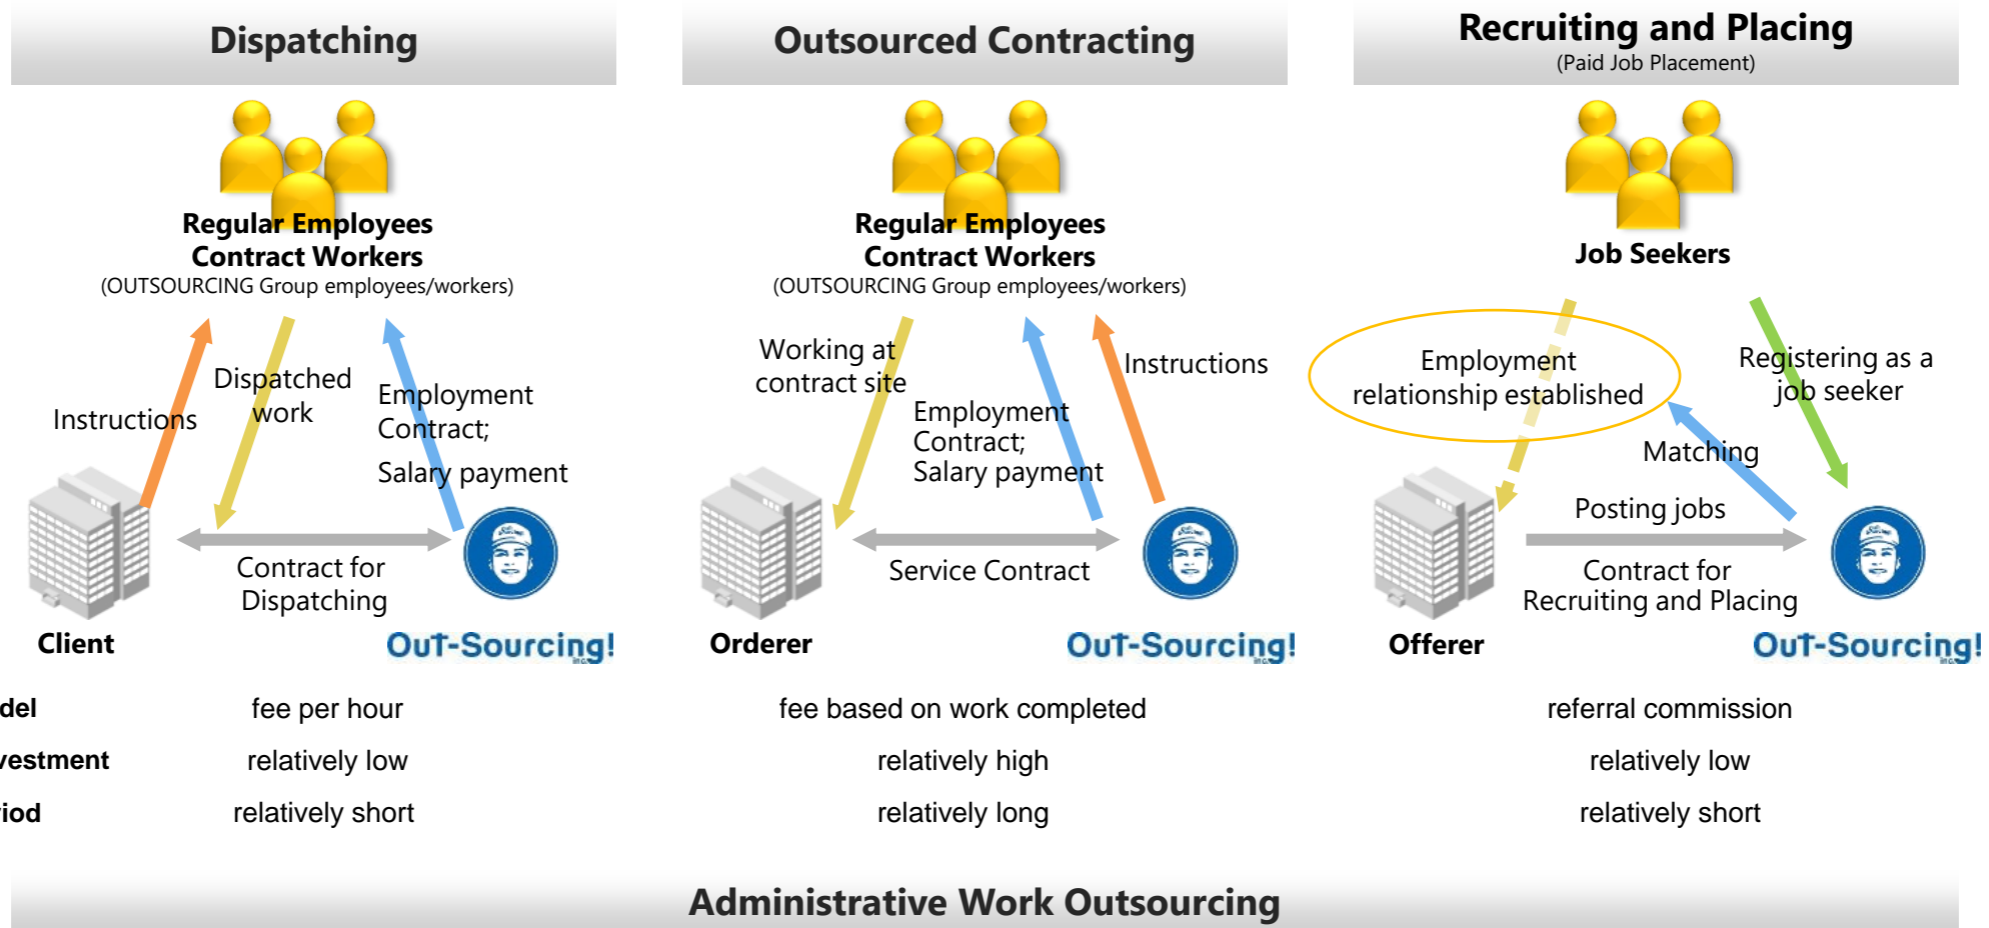 Dispatching
Regular Employees
Contract Workers
(OUTSOURCING Group employees/workers)
Instructions
Dispatched
work
Employment
Contract;
Salary payment
Contract for
Dispatching
Client
OuT-Sourcing!
inc.
Outsourced Contracting
Regular Employees
Contract Workers
(OUTSOURCING Group employees/workers)
Working at
contract site
Employment
Contract;
Salary payment
Instructions
Service Contract
Orderer
OuT-Sourcing!
inc.
Recruiting and Placing
(Paid Job Placement)
Job Seekers
Employment
relationship established
Registering as a
job seeker
Matching
Posting jobs
Contract for
Recruiting and Placing
Offerer
OuT-Sourcing!
inc.
del fee per hour fee based on work completed referral commission
vestment relatively low relatively high relatively low
iod relatively short relatively long relatively short
Administrative Work Outsourcing